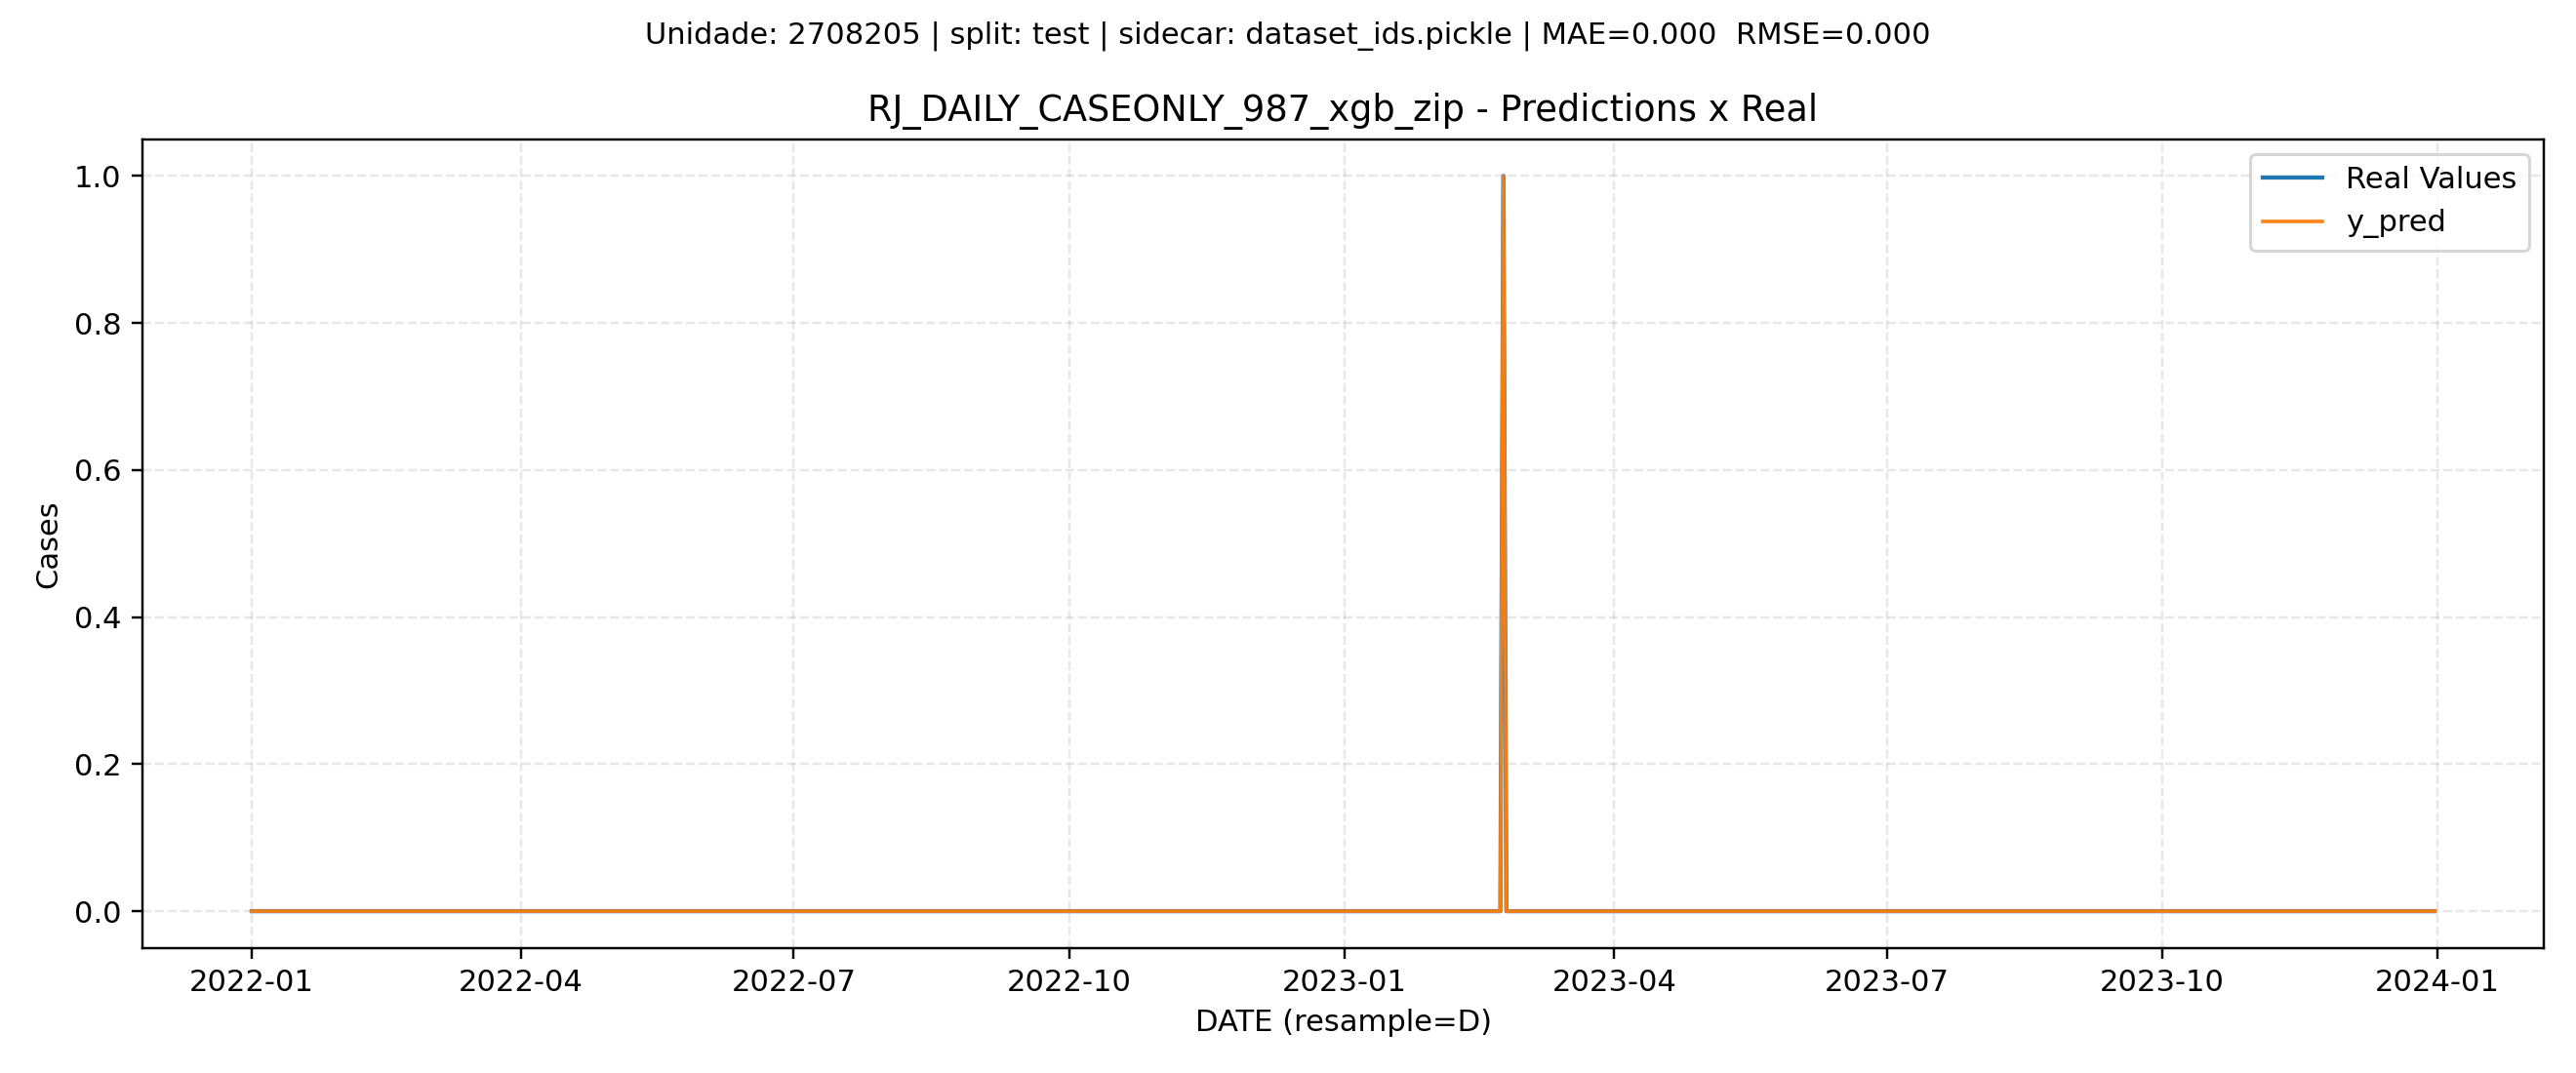 Unidade: 2708205 | split: test | sidecar: dataset_ids.pickle | MAE=0.000  RMSE=0.000
RJ_DAILY_CASEONLY_987_xgb_zip - Predictions x Real
Real Values
y_pred
Cases
1.0
0.8
0.6
0.4
0.2
0.0
2022-01 2022-04 2022-07 2022-10 2023-01 2023-04 2023-07 2023-10 2024-01
DATE (resample=D)